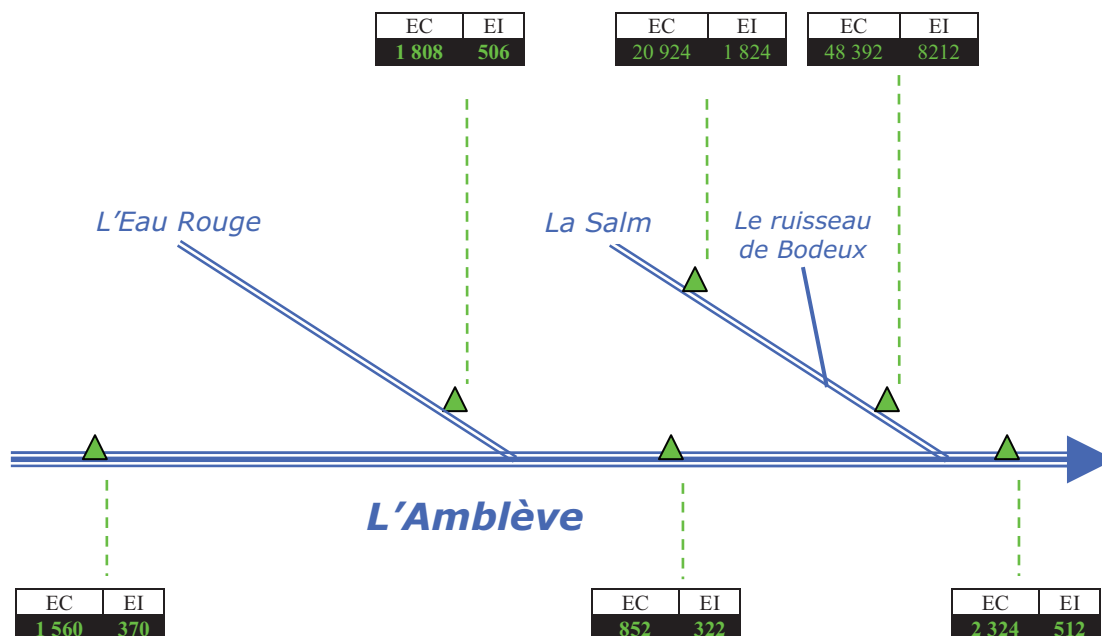 EC EI
1 808 506
EC EI
20 924 1 824
EC EI
48 392 8212
L'Eau Rouge
La Salm
Le ruisseau
de Bodeux
L'Amblève
EC EI
1 560 370
EC EI
852 322
EC EI
2 324 512